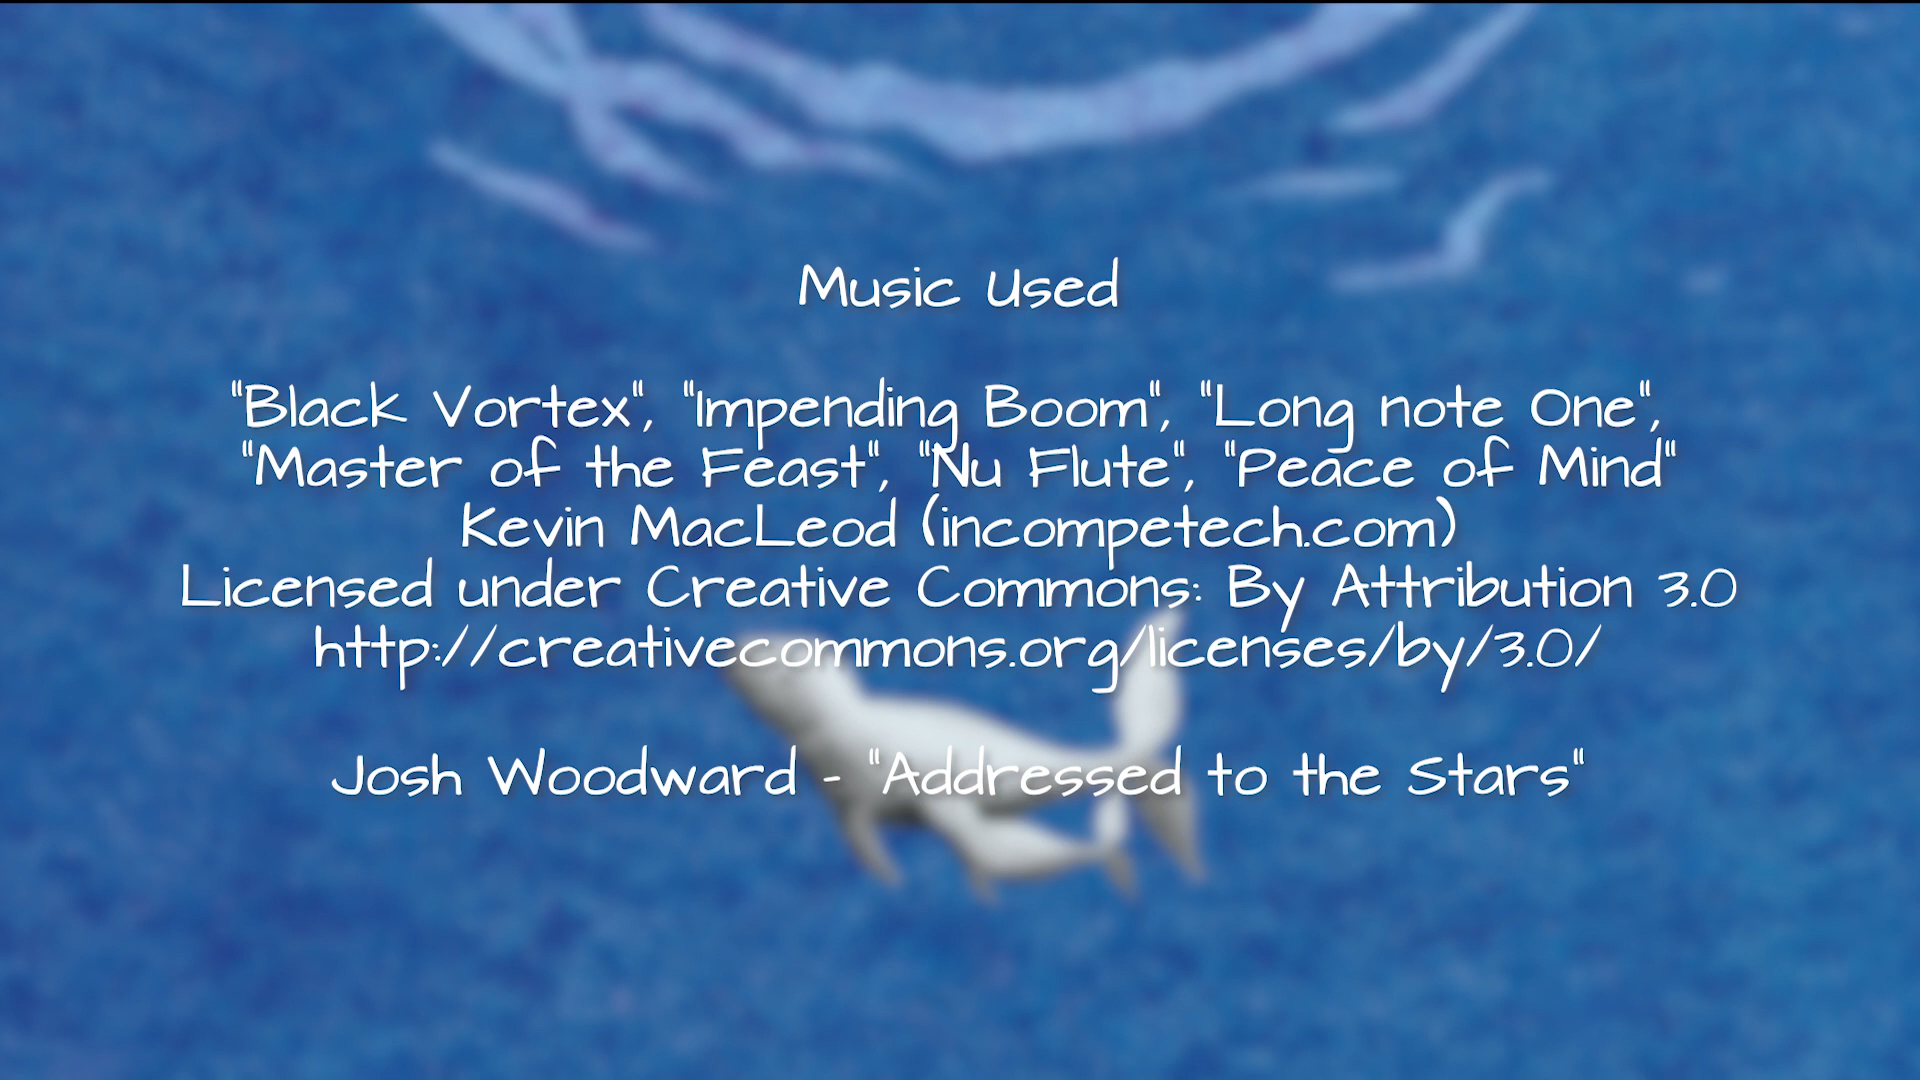 Music Used
"Black Vortex", "Impending Boom", "Long note One",
"Master of the Feast", "Nu Flute", "Peace of Mind"
Kevin MacLeod (incompetech.com)
Licensed under Creative Commons: By Attribution 3.0
http://creativecommons.org/licenses/by/3.0/
Josh Woodward - "Addressed to the Stars"